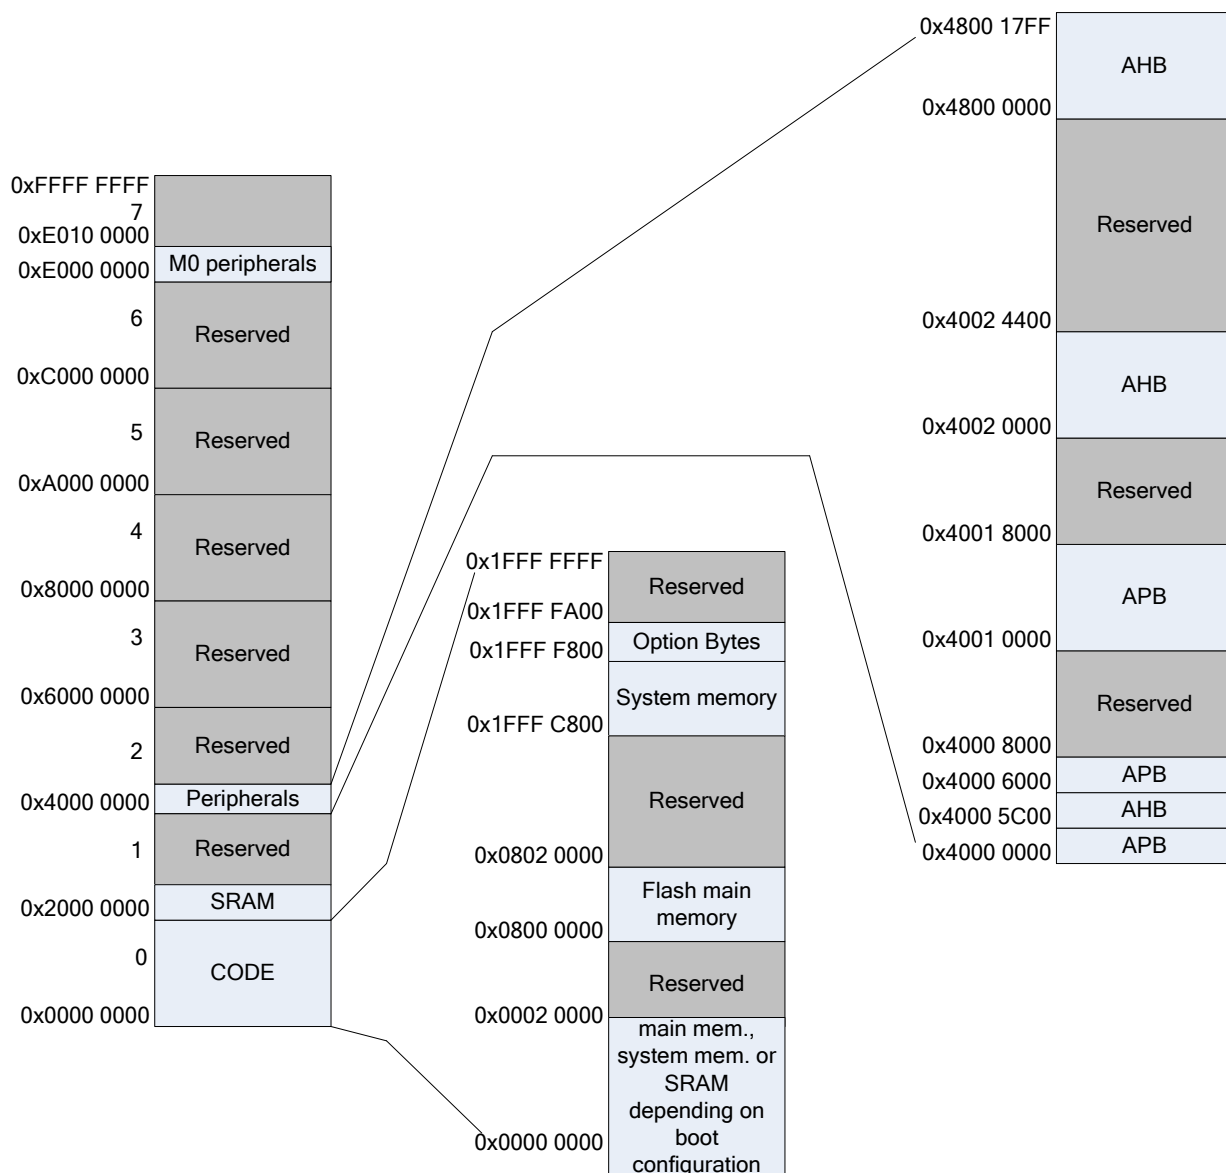 0xFFFF FFFF
7
0xE010 0000
M0 peripherals
0xE000 0000
6
Reserved
0xC000 0000
5
Reserved
0xA000 0000
4
Reserved
0x8000 0000
3
Reserved
0x6000 0000
2
Reserved
Peripherals
0x4000 0000
1
Reserved
SRAM
0x2000 0000
0
CODE
0x0000 0000
0x1FFF FFFF
Reserved
0x1FFF FA00
Option Bytes
0x1FFF F800
System memory
0x1FFF C800
Reserved
0x0802 0000
Flash main
memory
0x0800 0000
Reserved
0x0002 0000
main mem.,
system mem. or
SRAM
depending on
boot
configuration
0x0000 0000
0x4800 17FF
AHB
0x4800 0000
Reserved
0x4002 4400
AHB
0x4002 0000
Reserved
0x4001 8000
APB
0x4001 0000
Reserved
0x4000 8000
APB
0x4000 6000
AHB
0x4000 5C00
APB
0x4000 0000